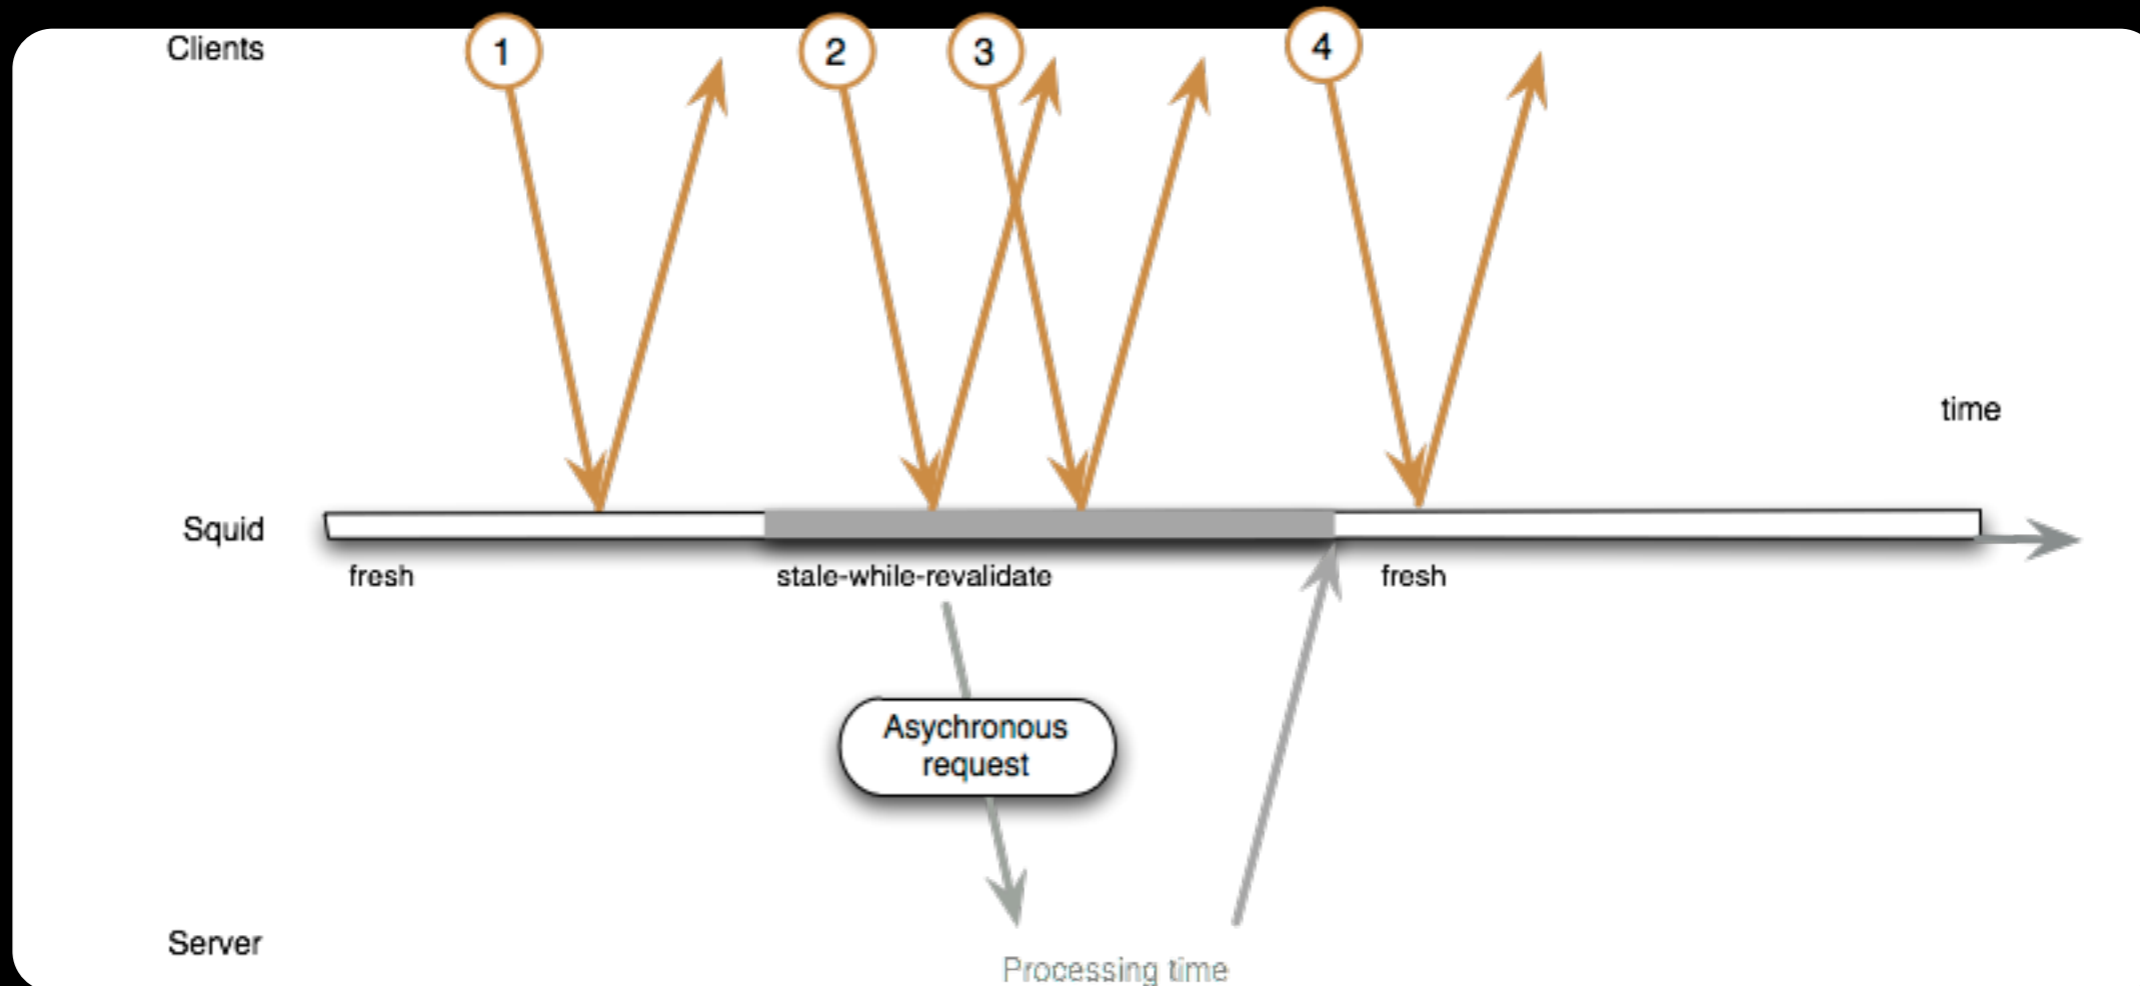 Clients
1
2
3
4
time
Squid
fresh
stale-while-revalidate
fresh
Asychronous
request
Server
Processing time